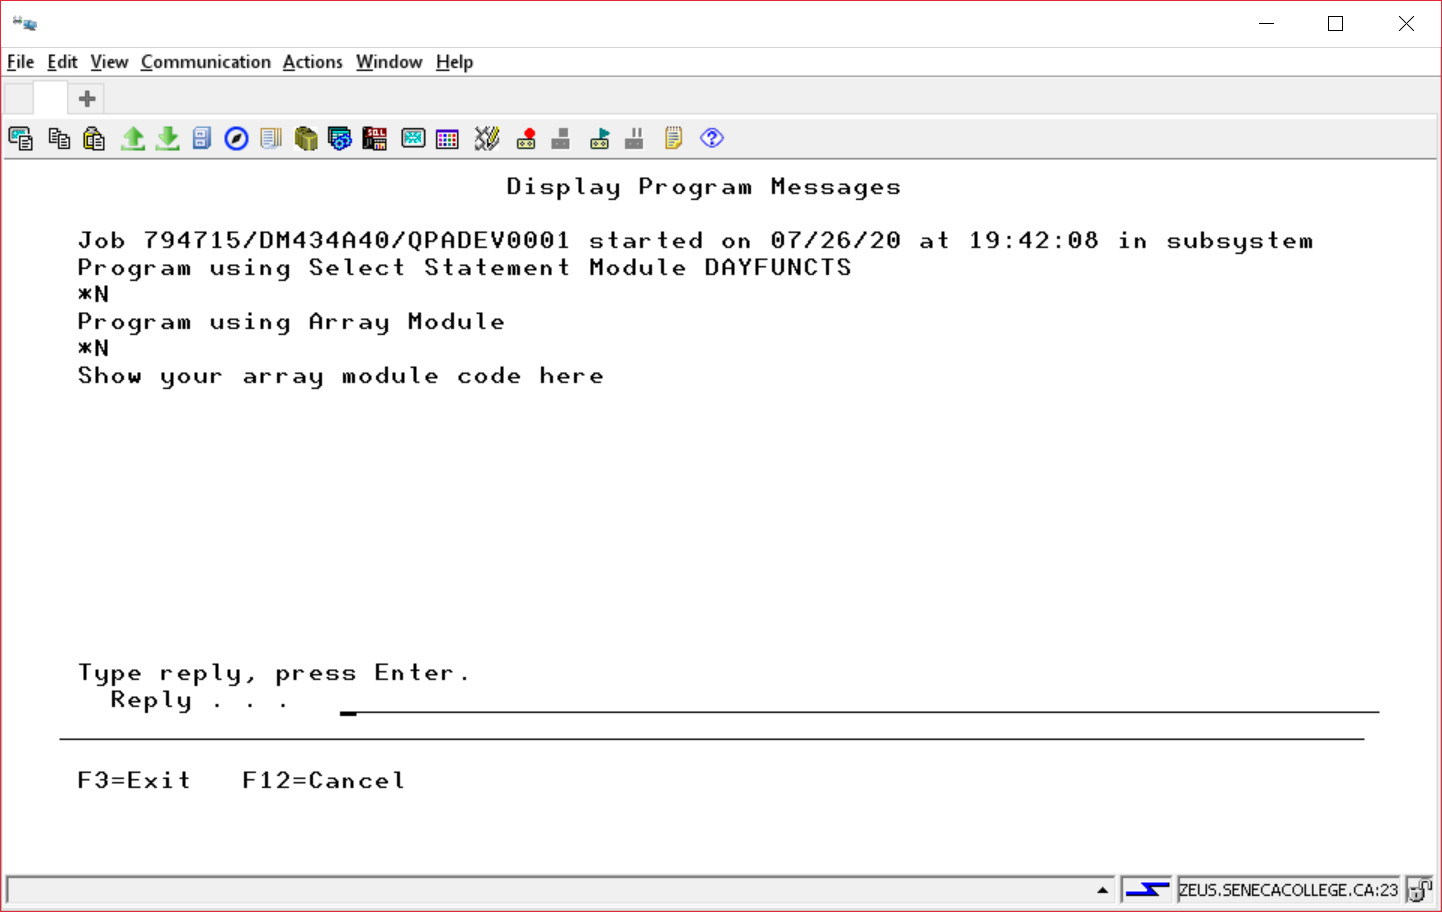 File Edit View Communication Actions Window Help
Display Program Messages
Job 794715/DM434A40/QPADEV0001 started on 07/26/20 at 19:42:08 in subsystem
Program using Select Statement Module DAYFUNCTS
*N
Program using Array Module
*N
Show your array module code here
Type reply, press Enter.
Reply . . .
F3=Exit F12=Cancel
ZEUS.SENECACOLLEGE.CA:23